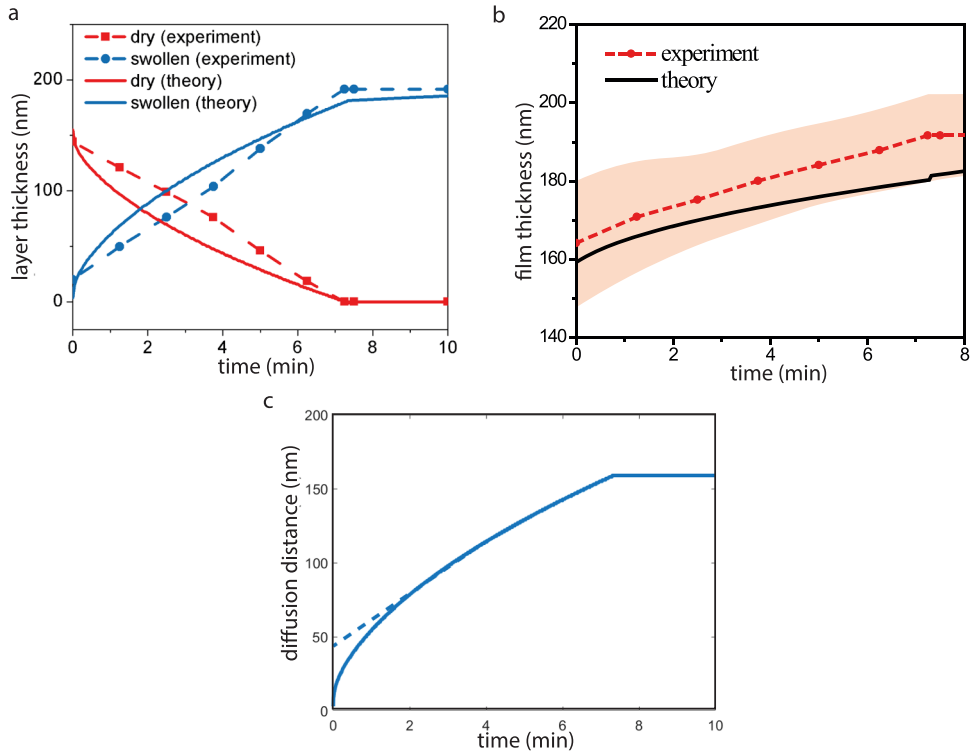 a
dry (experiment)
swollen (experiment)
dry (theory)
swollen (theory)
layer thickness (nm)
200
100
0
0 2 4 6 8 10
time (min)
b
experiment
theory
film thickness (nm)
220
200
180
160
140
0 2 4 6 8
time (min)
c
diffusion distance (nm)
200
150
100
50
0
0 2 4 6 8 10
time (min)